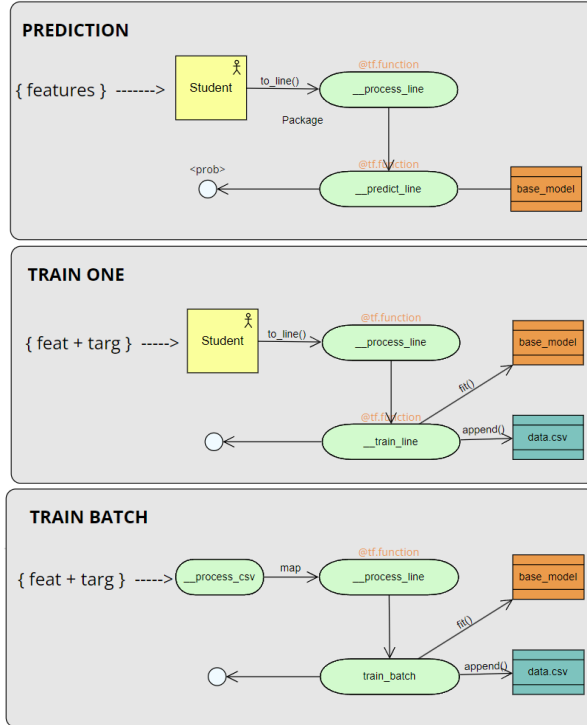 PREDICTION
@tf.function
{ features } ------->
Student
to_line()
__process_line
Package
@tf.function
<prob>
__predict_line
base_model
TRAIN ONE
@tf.function
{ feat + targ } ----->
Student
to_line()
__process_line
base_model
fit()
@tf.function
__train_line
append()
data.csv
TRAIN BATCH
@tf.function
{ feat + targ } ----->
__process_csv
map
__process_line
base_model
fit()
train_batch
append()
data.csv